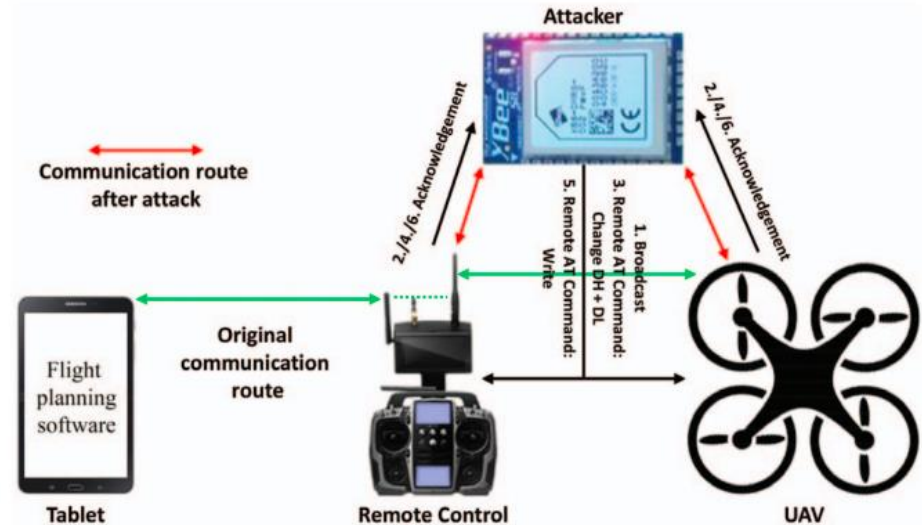 Attacker
XBee
Communication route
after attack
2./4./6. Acknowledgement
1. Broadcast
3. Remote AT Command:
Change DH + DL
5. Remote AT Command:
Write
2./4./6. Acknowledgement
Original
communication
route
Flight
planning
software
Tablet
Remote Control
UAV